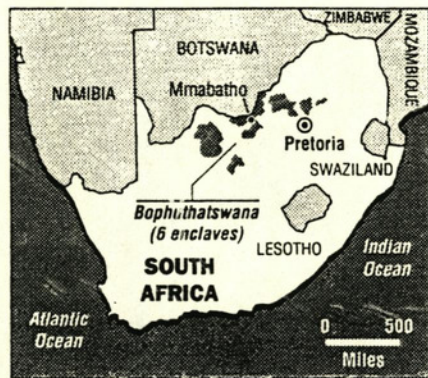 ZIMBABWE
MOZAMBIQUE
BOTSWANA
NAMIBIA
Mmabatho
Pretoria
SWAZILAND
Bophuthatswana
(6 enclaves)
LESOTHO
Indian
Ocean
SOUTH
AFRICA
Atlantic
Ocean
0 500
Miles